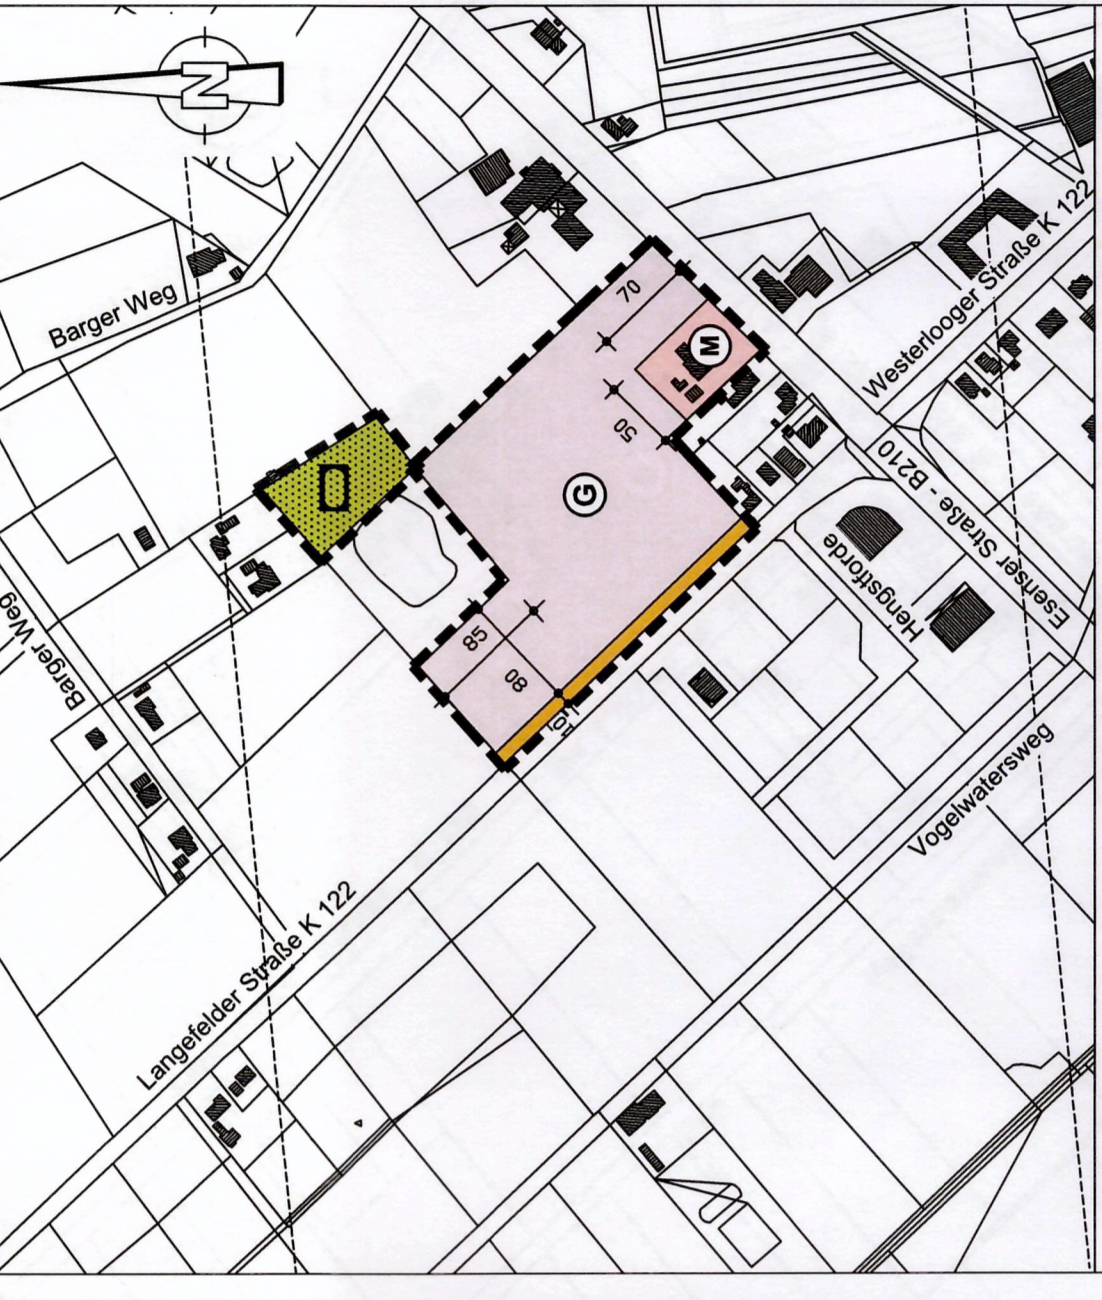 N
Barger Weg
70
M
Westerlooger Straße K 122
50
G
Esenser Straße - B210
Hengstforde
85
80
Barger Weg
Vogelwatersweg
Langefelder Straße K 122